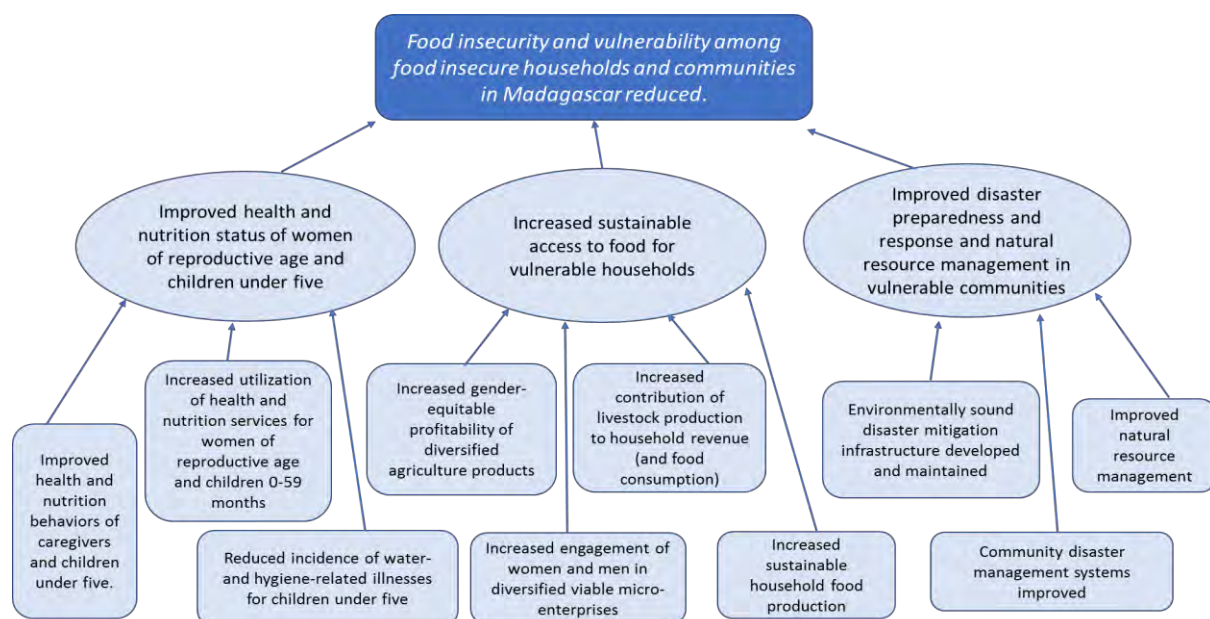 Food insecurity and vulnerability among
food insecure households and communities
in Madagascar reduced.
Improved health and
nutrition status of women
of reproductive age and
children under five
Increased sustainable
access to food for
vulnerable households
Improved disaster
preparedness and
response and natural
resource management in
vulnerable communities
Improved
health and
nutrition
behaviors of
caregivers
and children
under five.
Increased utilization
of health and
nutrition services for
women of
reproductive age
and children 0-59
months
Reduced incidence of water-
and hygiene-related illnesses
for children under five
Increased gender-
equitable
profitability of
diversified
agriculture products
Increased engagement of
women and men in
diversified viable micro-
enterprises
Increased
contribution of
livestock production
to household revenue
(and food
consumption)
Increased
sustainable
household food
production
Environmentally sound
disaster mitigation
infrastructure developed
and maintained
Community disaster
management systems
improved
Improved
natural
resource
management